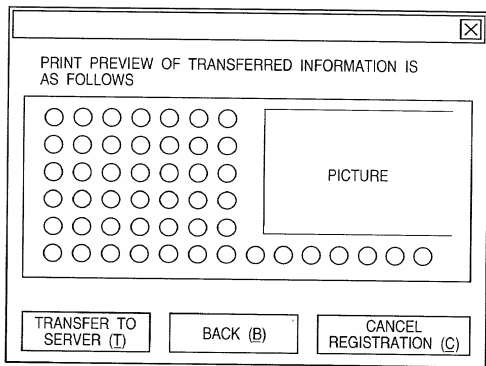 PRINT PREVIEW OF TRANSFERRED INFORMATION IS
AS FOLLOWS
PICTURE
TRANSFER TO
SERVER (T)
BACK (B)
CANCEL
REGISTRATION (C)